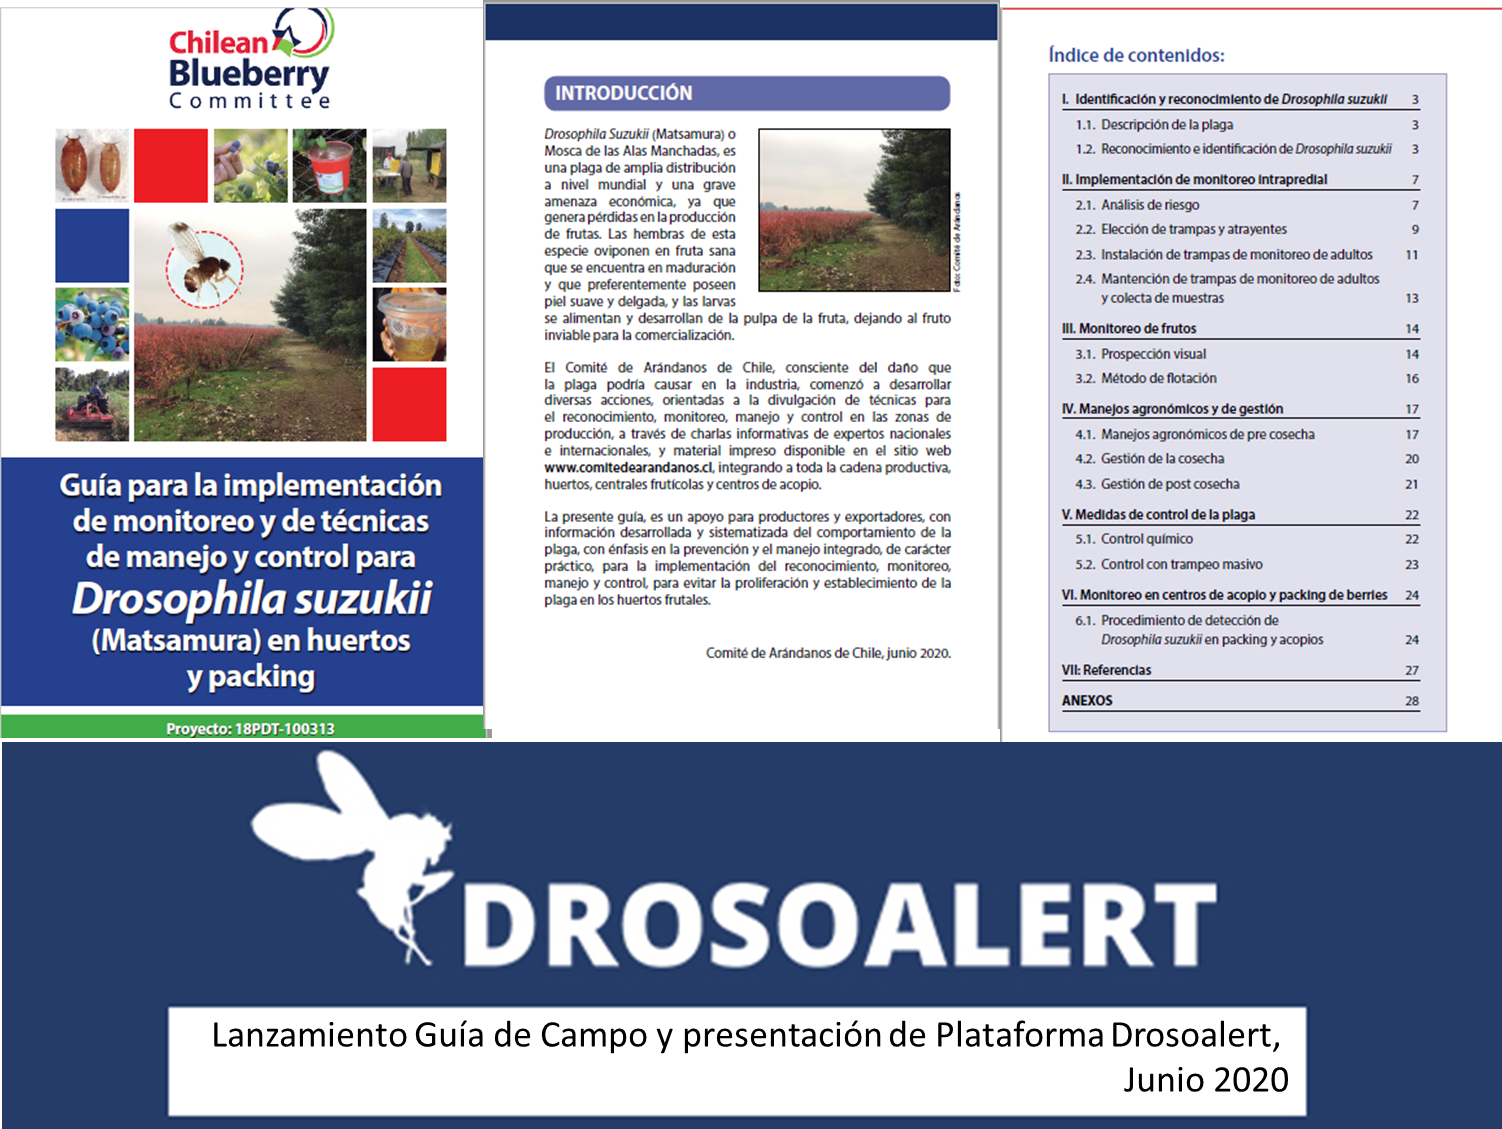 Chilean
Blueberry
Committee
Guía para la implementación
de monitoreo y de técnicas
de manejo y control para
Drosophila suzukii
(Matsamura) en huertos
y packing
Proyecto: 18PDT-100313
INTRODUCCIÓN
Drosophila Suzukii (Matsamura) o
Mosca de las Alas Manchadas, es
una plaga de amplia distribución
a nivel mundial y una grave
amenaza económica, ya que
genera pérdidas en la producción
de frutas. Las hembras de esta
especie oviponen en fruta sana
que se encuentra en maduración
y que preferentemente poseen
piel suave y delgada, y las larvas
se alimentan y desarrollan de la pulpa de la fruta, dejando al fruto
inviable para la comercialización.
Foto: Comité de Arándanos
El Comité de Arándanos de Chile, consciente del daño que
la plaga podría causar en la industria, comenzó a desarrollar
diversas acciones, orientadas a la divulgación de técnicas para
el reconocimiento, monitoreo, manejo y control en las zonas de
producción, a través de charlas informativas de expertos nacionales
e internacionales, y material impreso disponible en el sitio web
www.comitedearandanos.cl, integrando a toda la cadena productiva,
huertos, centrales frutícolas y centros de acopio.
La presente guía, es un apoyo para productores y exportadores, con
información desarrollada y sistematizada del comportamiento de la
plaga, con énfasis en la prevención y el manejo integrado, de carácter
práctico, para la implementación del reconocimiento, monitoreo,
manejo y control, para evitar la proliferación y establecimiento de la
plaga en los huertos frutales.
Comité de Arándanos de Chile, junio 2020.
Índice de contenidos:
I. Identificación y reconocimiento de Drosophila suzukii 3
1.1. Descripción de la plaga 3
1.2. Reconocimiento e identificación de Drosophila suzukii 3
II. Implementación de monitoreo intrapredial 7
2.1. Análisis de riesgo 7
2.2. Elección de trampas y atrayentes 9
2.3. Instalación de trampas de monitoreo de adultos 11
2.4. Mantención de trampas de monitoreo de adultos
y colecta de muestras 13
III. Monitoreo de frutos 14
3.1. Prospección visual 14
3.2. Método de flotación 16
IV. Manejos agronómicos y de gestión 17
4.1. Manejos agronómicos de pre cosecha 17
4.2. Gestión de la cosecha 20
4.3. Gestión de post cosecha 21
V. Medidas de control de la plaga 22
5.1. Control químico 22
5.2. Control con trampeo masivo 23
VI. Monitoreo en centros de acopio y packing de berries 24
6.1. Procedimiento de detección de
Drosophila suzukii en packing y acopios 24
VII: Referencias 27
ANEXOS 28
DROSOALERT
Lanzamiento Guía de Campo y presentación de Plataforma Drosoalert,
Junio 2020